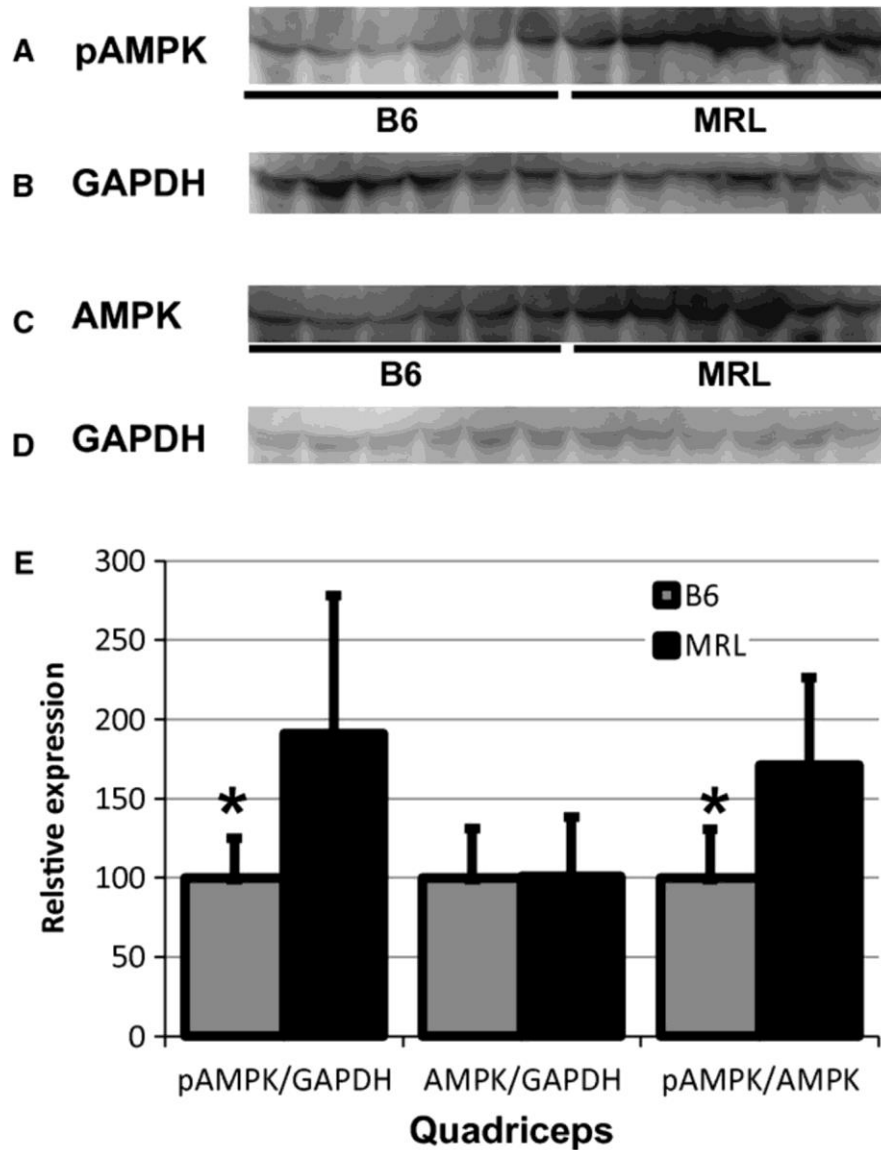 A pAMPK
B6 MRL
B GAPDH
C AMPK
B6 MRL
D GAPDH
E
300
250
200
150
100
50
0
Relstive expression
B6
MRL
* *
pAMPK/GAPDH AMPK/GAPDH pAMPK/AMPK
Quadriceps